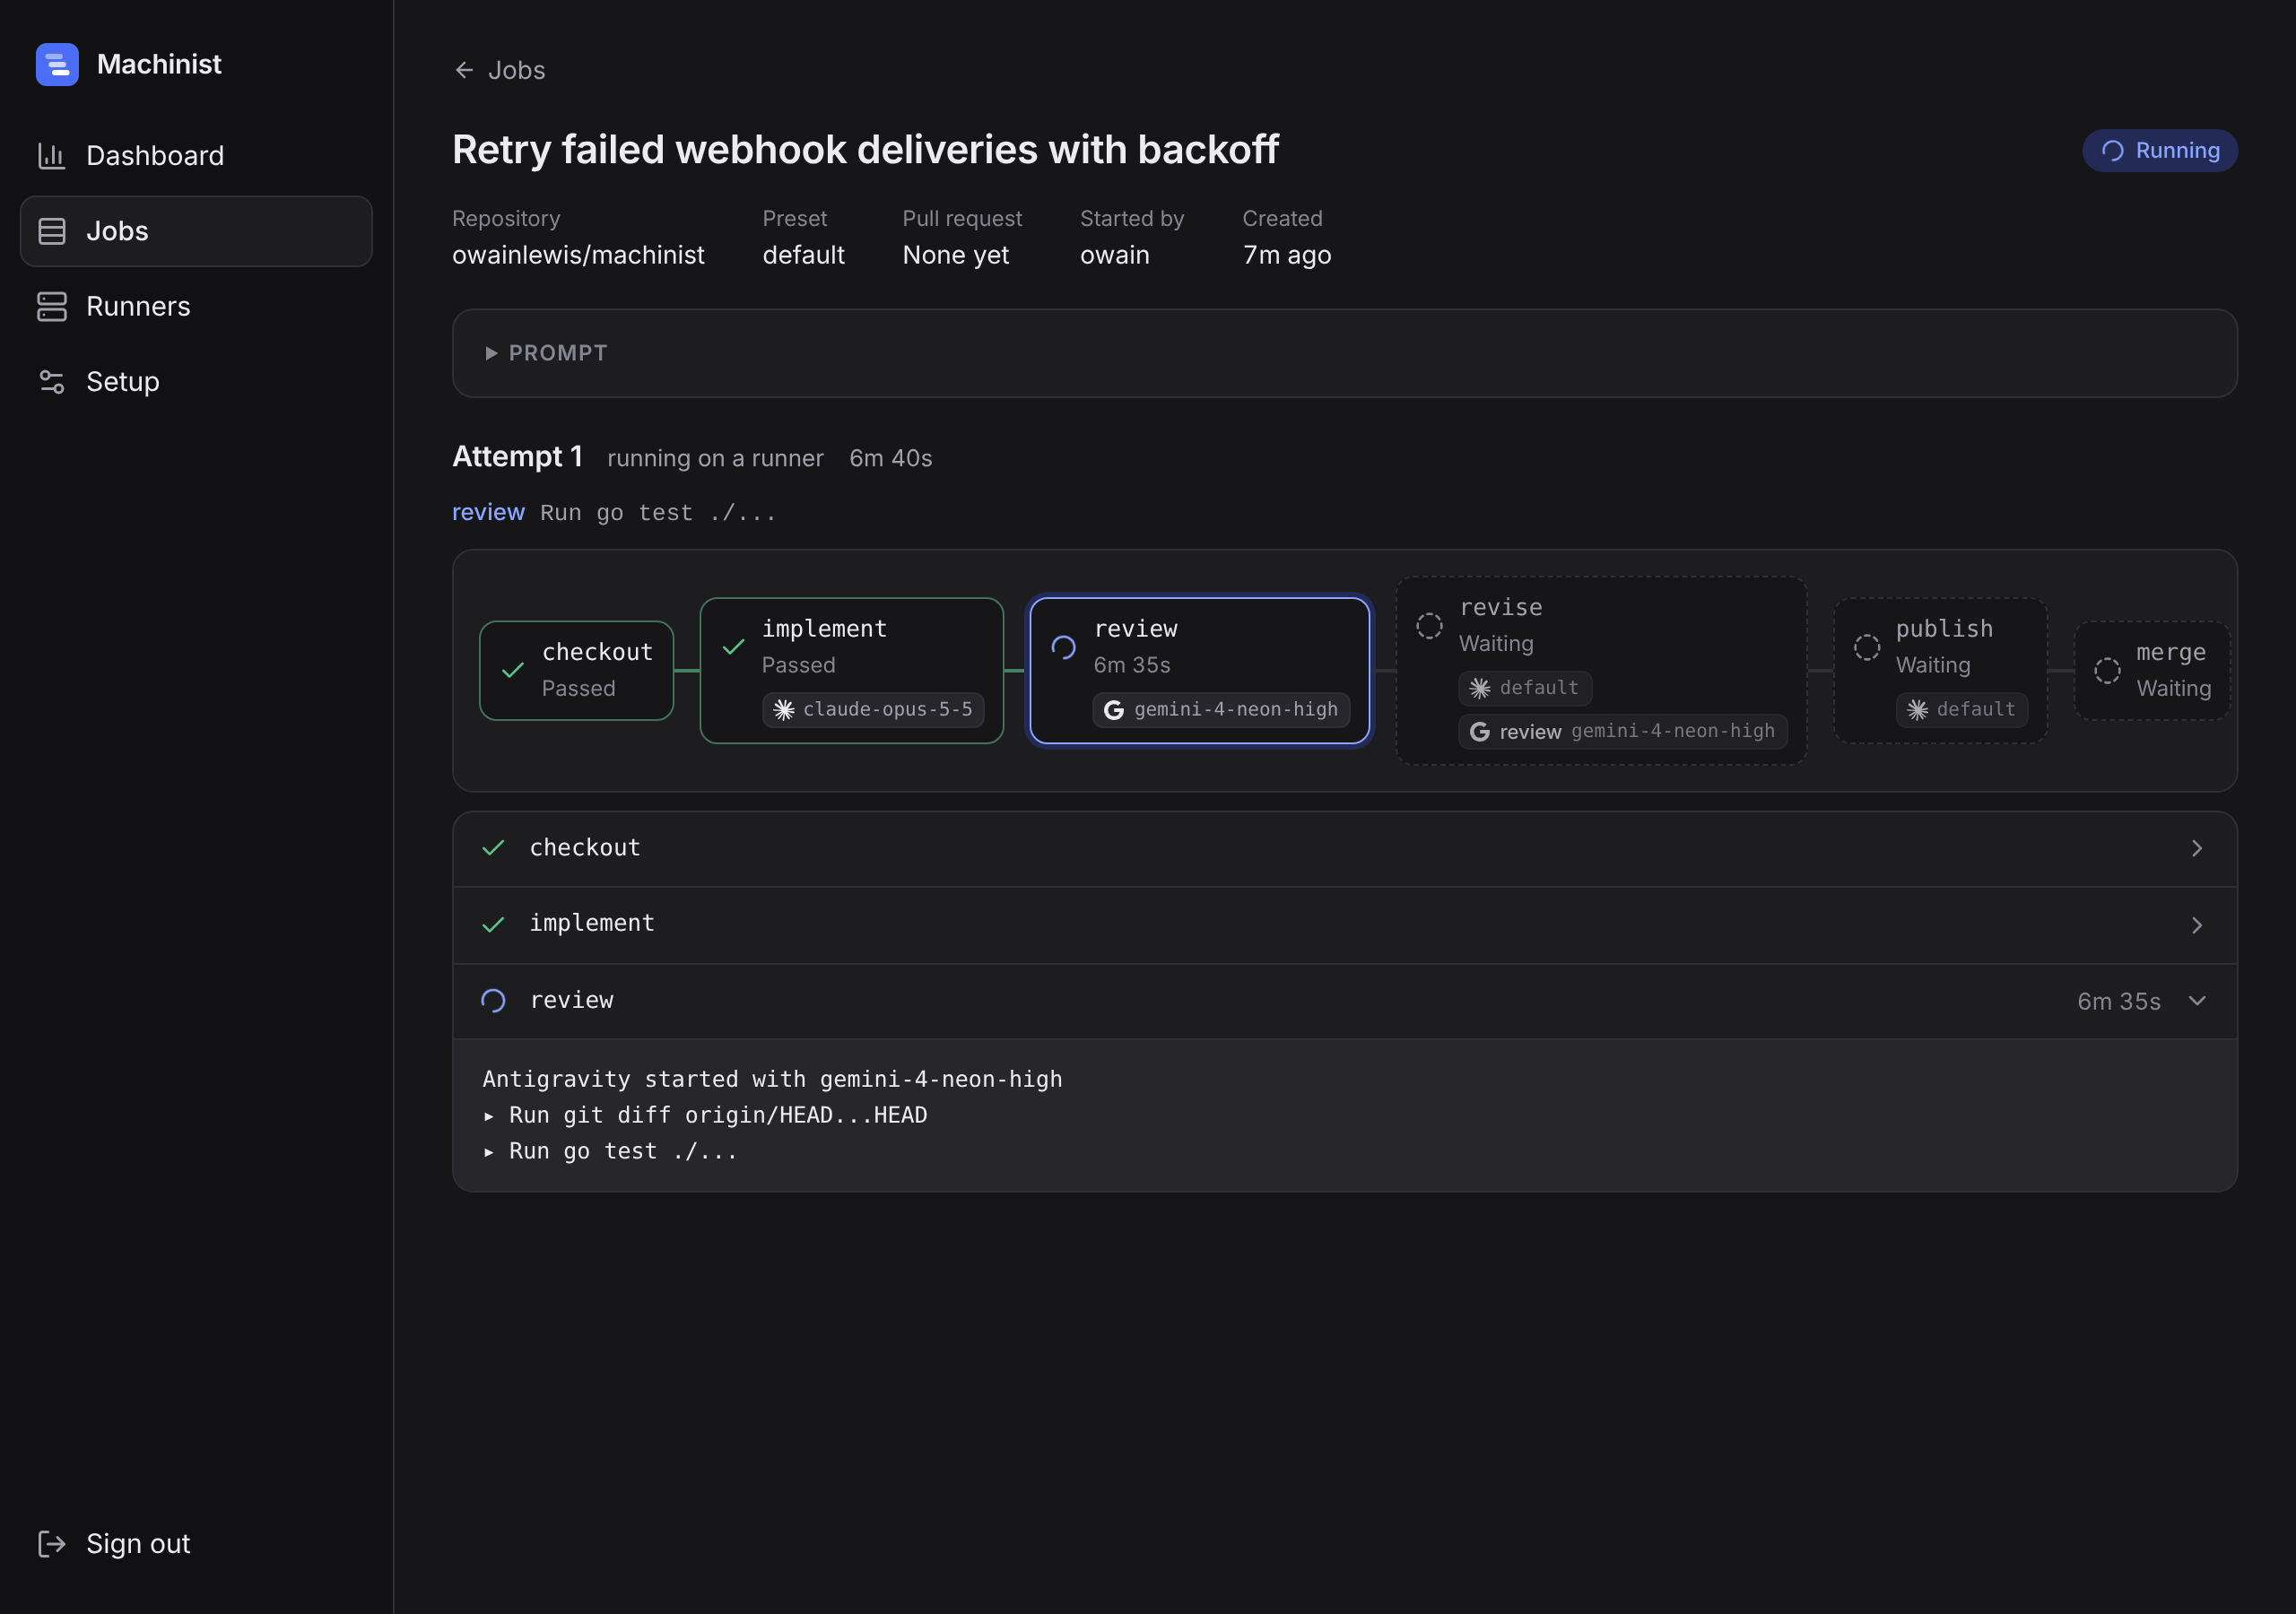 Machinist
Dashboard
Jobs
Runners
Setup
Sign out
← Jobs
Retry failed webhook deliveries with backoff
Running
Repository
owainlewis/machinist
Preset
default
Pull request
None yet
Started by
owain
Created
7m ago
▶ PROMPT
Attempt 1 running on a runner 6m 40s
review Run go test ./...
checkout
Passed
implement
Passed
claude-opus-5-5
review
6m 35s
gemini-4-neon-high
revise
Waiting
default
review gemini-4-neon-high
publish
Waiting
default
merge
Waiting
checkout
implement
review 6m 35s
Antigravity started with gemini-4-neon-high
▸ Run git diff origin/HEAD...HEAD
▸ Run go test ./...